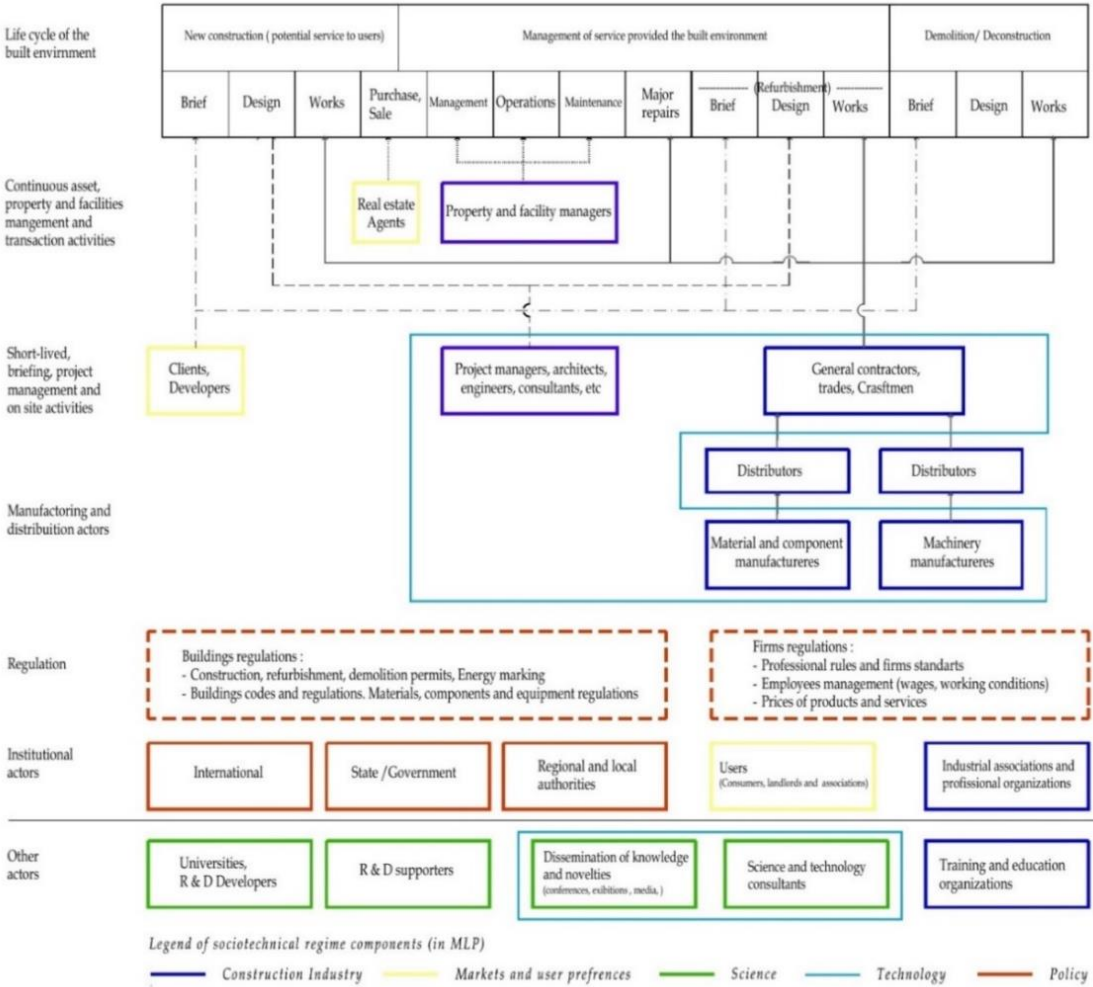 Life cycle of the
built envirnment
New construction ( potential service to users)
Management of service provided the built environment
Demolition/ Deconstruction
Brief
Design
Works
Purchase,
Sale
Management
Operations
Maintenance
Major
repairs
------------ (Refurbishment) ------------
Brief
Design
Works
Brief
Design
Works
Continuous asset,
property and facilities
mangement and
transaction activities
Real estate
Agents
Property and facility managers
Short-lived,
briefing, project
management and
on site activities
Clients,
Developers
Project managers, architects,
engineers, consultants, etc
General contractors,
trades, Crasftmen
Distributors
Distributors
Manufactoring and
distribuition actors
Material and component
manufactureres
Machinery
manufactureres
Regulation
Buildings regulations :
- Construction, refurbishment, demolition permits, Energy marking
- Buildings codes and regulations. Materials, components and equipment regulations
Firms regulations :
- Professional rules and firms standarts
- Employees management (wages, working conditions)
- Prices of products and services
Institutional
actors
International
State /Government
Regional and local
authorities
Users
(Consumers, landlords and associations)
Industrial associations and
profissional organizations
Other
actors
Universities,
R & D Developers
R & D supporters
Dissemination of knowledge
and novelties
(conferences, exibitions , media, )
Science and technology
consultants
Training and education
organizations
Legend of sociotechnical regime components (in MLP)
Construction Industry
Markets and user prefrences
Science
Technology
Policy